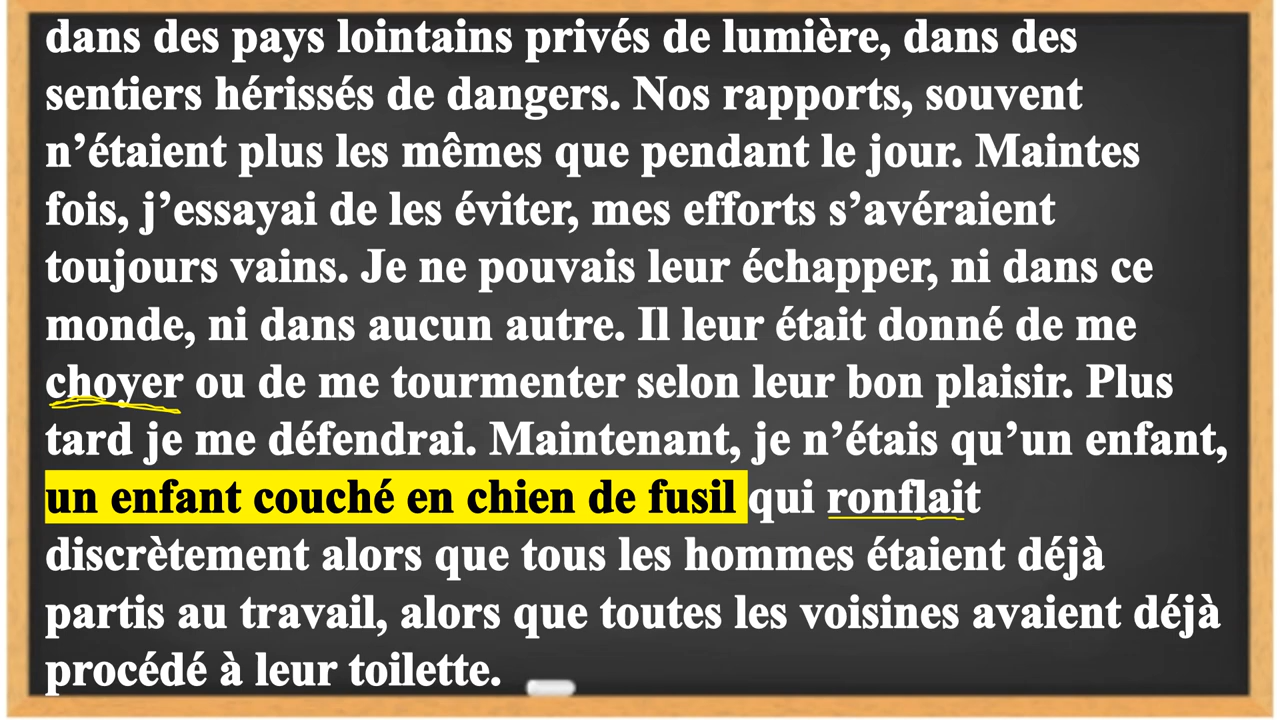 dans des pays lointains privés de lumière, dans des
sentiers hérissés de dangers. Nos rapports, souvent
n’étaient plus les mêmes que pendant le jour. Maintes
fois, j’essayai de les éviter, mes efforts s’avéraient
toujours vains. Je ne pouvais leur échapper, ni dans ce
monde, ni dans aucun autre. Il leur était donné de me
choyer ou de me tourmenter selon leur bon plaisir. Plus
tard je me défendrai. Maintenant, je n’étais qu’un enfant,
un enfant couché en chien de fusil qui ronflait
discrètement alors que tous les hommes étaient déjà
partis au travail, alors que toutes les voisines avaient déjà
procédé à leur toilette.